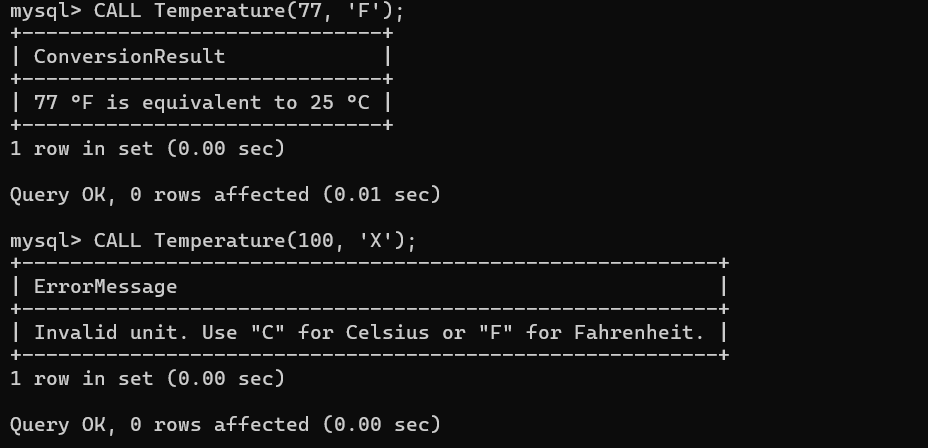 mysql> CALL Temperature(77, 'F');
+------------------------------+
| ConversionResult             |
+------------------------------+
| 77 °F is equivalent to 25 °C |
+------------------------------+
1 row in set (0.00 sec)

Query OK, 0 rows affected (0.01 sec)

mysql> CALL Temperature(100, 'X');
+----------------------------------------------------------+
| ErrorMessage                                             |
+----------------------------------------------------------+
| Invalid unit. Use "C" for Celsius or "F" for Fahrenheit. |
+----------------------------------------------------------+
1 row in set (0.00 sec)

Query OK, 0 rows affected (0.00 sec)